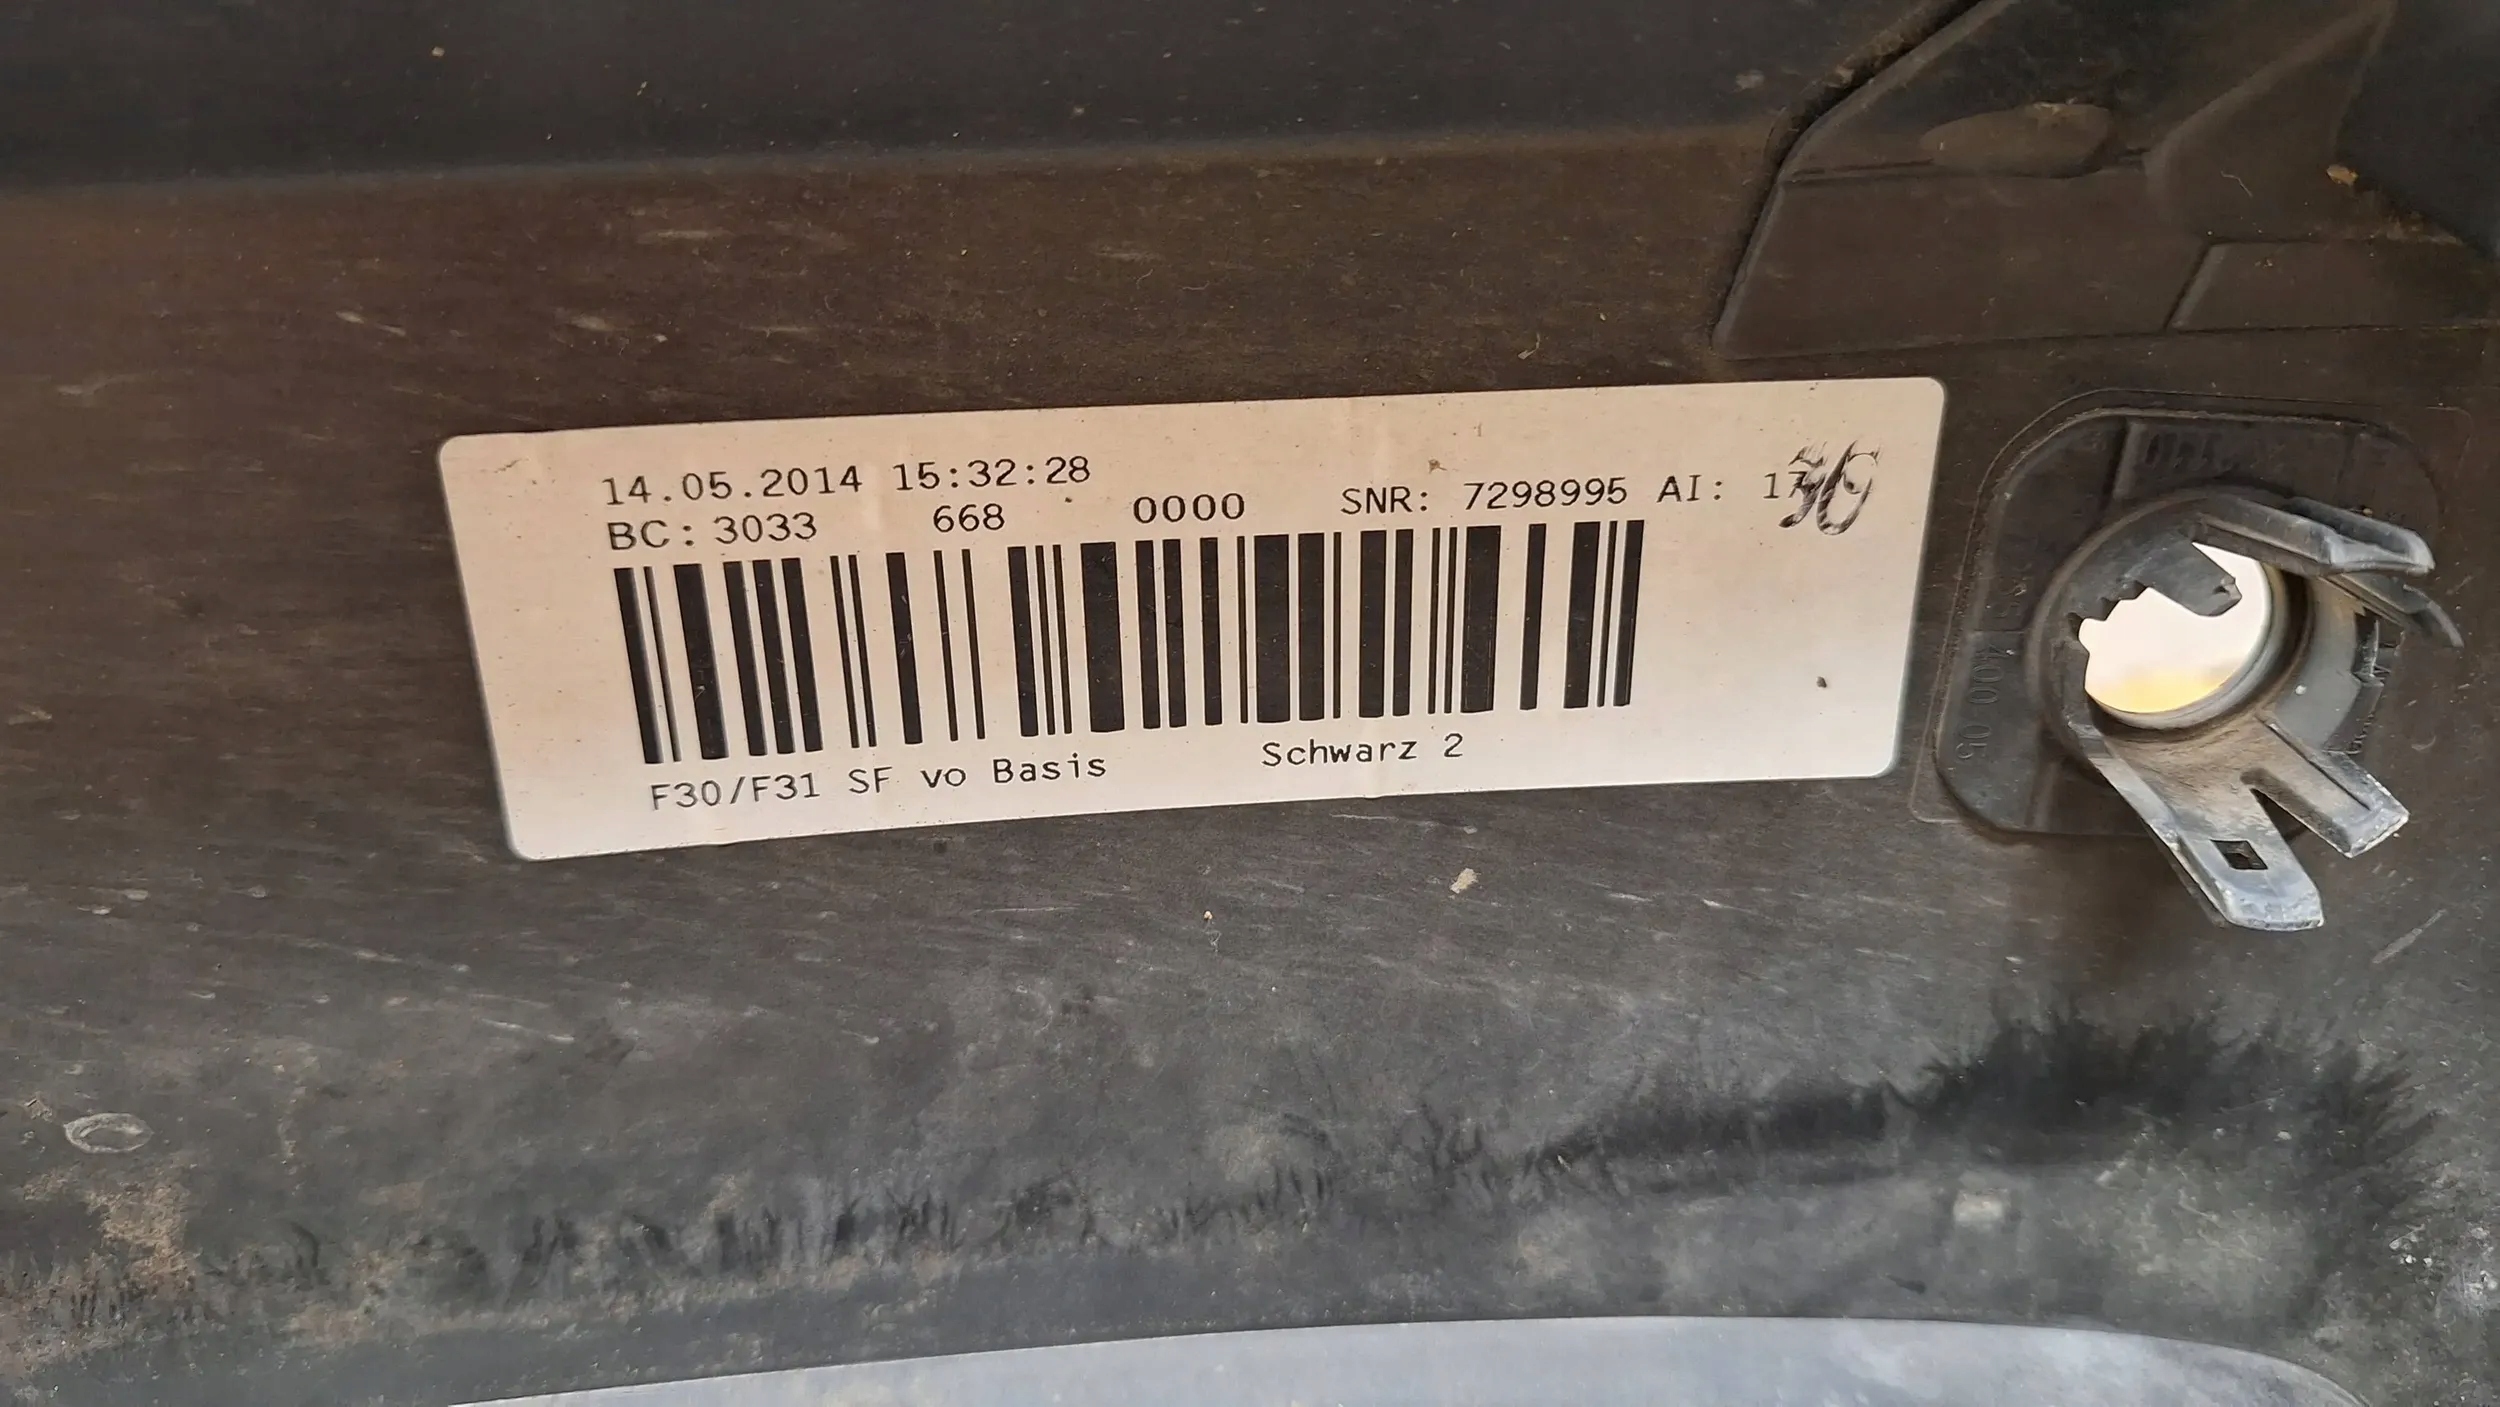 14.05.2014 15:32:28
BC: 3033 668 0000 SNR: 7298995 AI:
F30/F31 SF vo Basis Schwarz 2